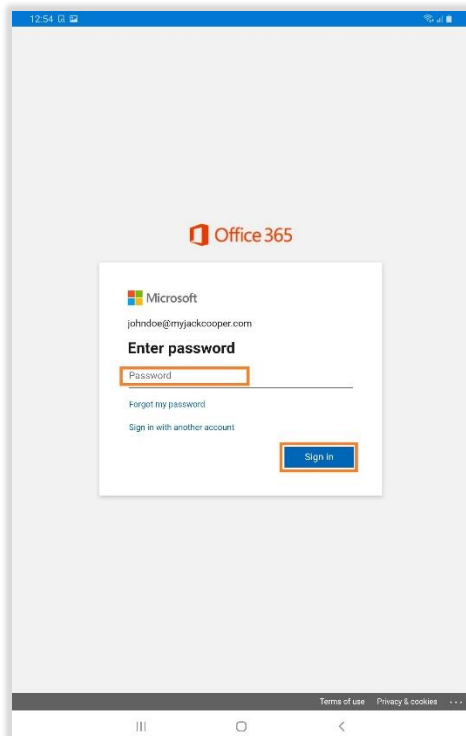 12:54
Office 365
Microsoft
johndoe@myjackcooper.com
Enter password
Password
Forgot my password
Sign in with another account
Sign in
Terms of use Privacy & cookies ...